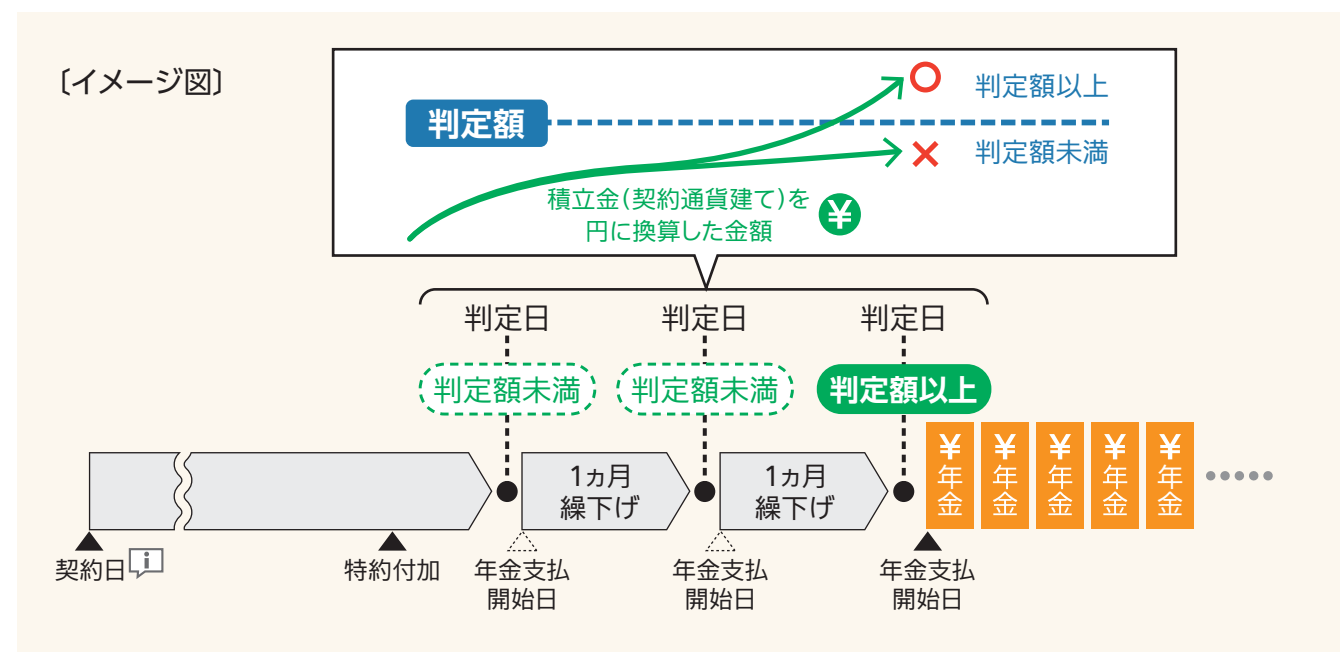 〔イメージ図〕
判定額
判定額以上
判定額未満
積立金（契約通貨建て）を
円に換算した金額
¥
判定日
判定日
判定日
判定額未満
判定額未満
判定額以上
1ヵ月
繰下げ
1ヵ月
繰下げ
¥年金
¥年金
¥年金
¥年金
¥年金
契約日
i
特約付加
年金支払
開始日
年金支払
開始日
年金支払
開始日